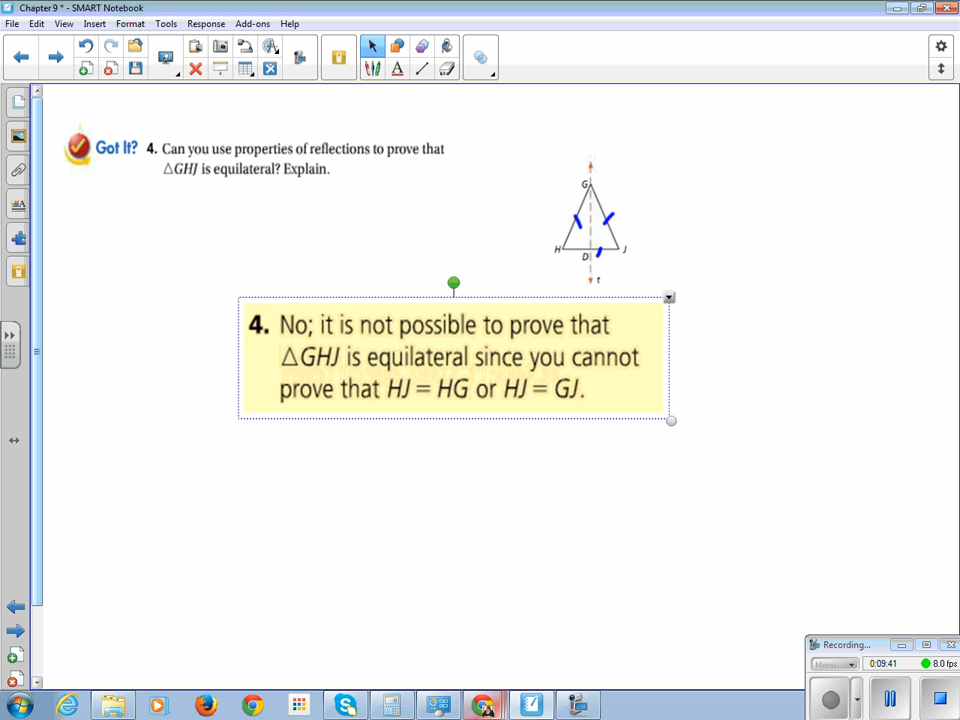 Chapter 9 * - SMART Notebook
File Edit View Insert Format Tools Response Add-ons Help
Got It? 4. Can you use properties of reflections to prove that
△GHJ is equilateral? Explain.
G
H D J
t
4. No; it is not possible to prove that
△GHJ is equilateral since you cannot
prove that HJ = HG or HJ = GJ.
Recording...
Menu 0:09:41 8.0 fps